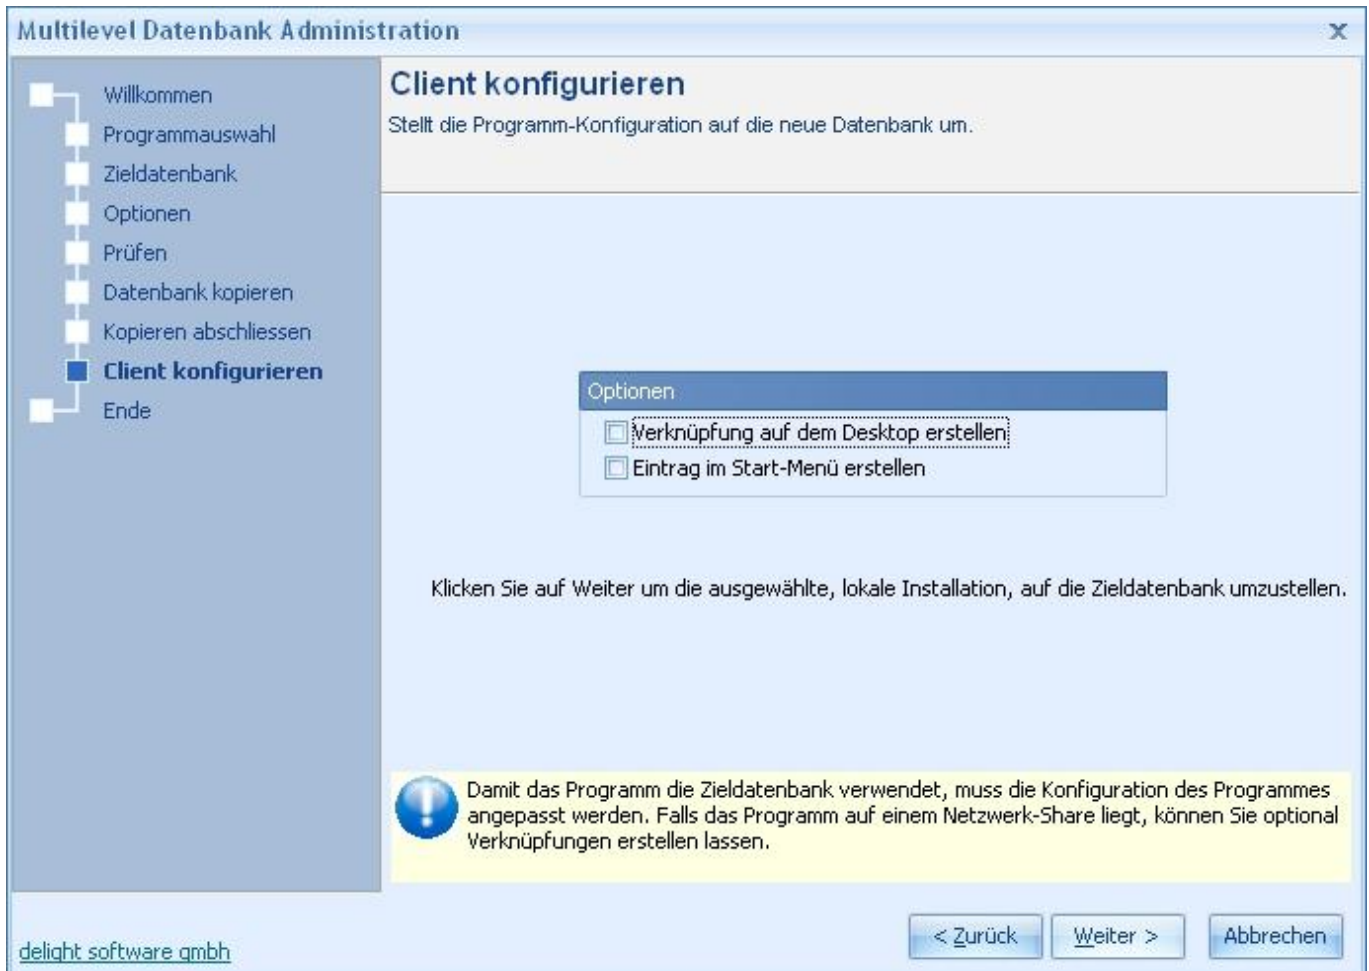 Multilevel Datenbank Administration
x
Willkommen
Programmauswahl
Zieldatenbank
Optionen
Prüfen
Datenbank kopieren
Kopieren abschliessen
Client konfigurieren
Ende
Client konfigurieren
Stellt die Programm-Konfiguration auf die neue Datenbank um.
Optionen
Verknüpfung auf dem Desktop erstellen
Eintrag im Start-Menü erstellen
Klicken Sie auf Weiter um die ausgewählte, lokale Installation, auf die Zieldatenbank umzustellen.
Damit das Programm die Zieldatenbank verwendet, muss die Konfiguration des Programmes
angepasst werden. Falls das Programm auf einem Netzwerk-Share liegt, können Sie optional
Verknüpfungen erstellen lassen.
delight software gmbh
< Zurück
Weiter >
Abbrechen